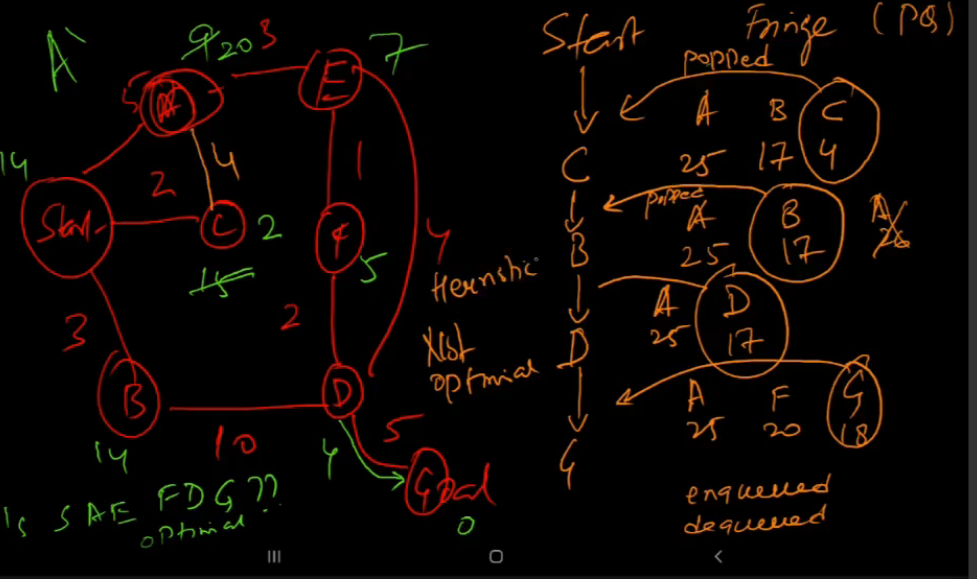 A*
9 20 3
7
Start
Fringe (PQ)
popped
5
A
E
14
4
1
A B C
25 17 4
C
2
Start
C
2
15
F
5
4
popped
A B A
25 17 26
B
Heuristic
3
2
A D
25 17
D
Not
optimal
B
D
10
5
14
4
A F G
25 20 18
G
Goal
0
Is SAEFDG??
optimal
enqueued
dequeued